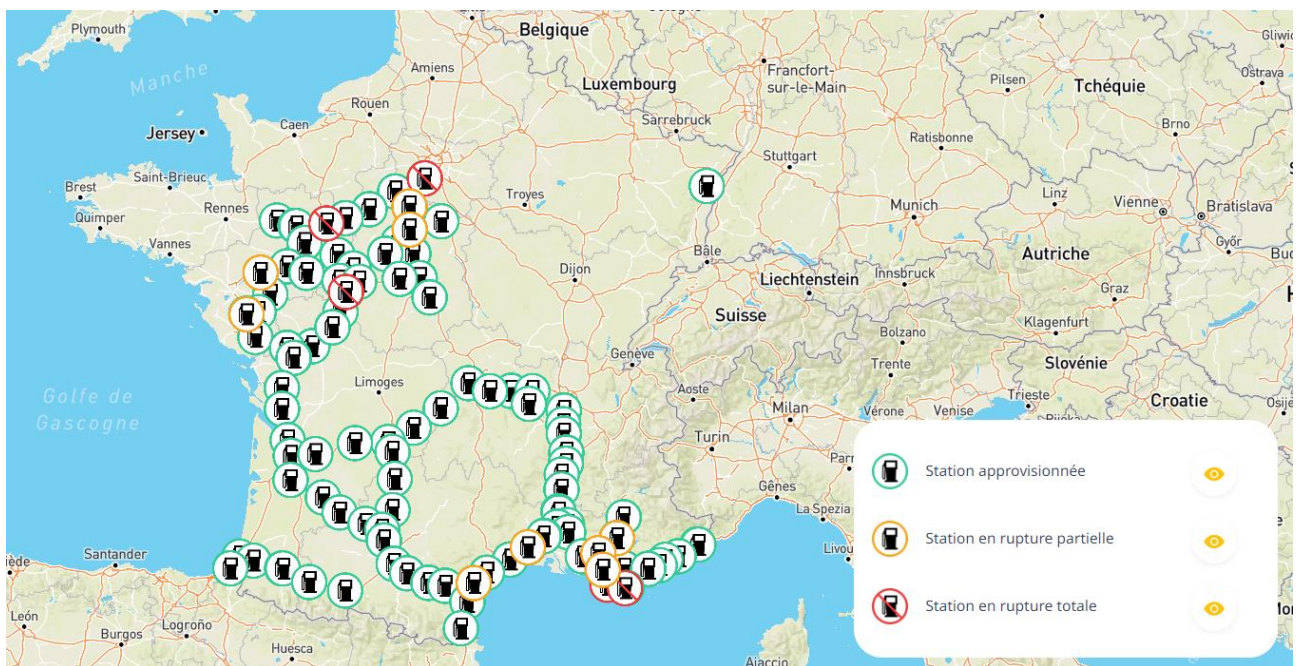 Plymouth
Belgique
Cologne
Gliwice
Manche
Amiens
Luxembourg
Francfort-
sur-le-Main
Pilsen
Tchéquie
Ostrava
Rouen
Jersey
Caen
Sarrebruck
Ratisbonne
Brno
Brest
Saint-Brieuc
Stuttgart
Quimper
Rennes
Troyes
Linz
Vienne
Bratislava
Munich
Vannes
Győr
Dijon
Bâle
Autriche
Liechtenstein
Innsbruck
Graz
Suisse
Bolzano
Klagenfurt
Genève
Slovénie
Limoges
Trente
Aoste
Golfe de
Gascogne
Milan
Vérone
Venise
Trieste
Rijeka
Croatie
Turin
Station approvisionnée
Gênes
La Spezia
Station en rupture partielle
Santander
León
Logroño
Burgos
Huesca
Station en rupture totale
Ajaccio